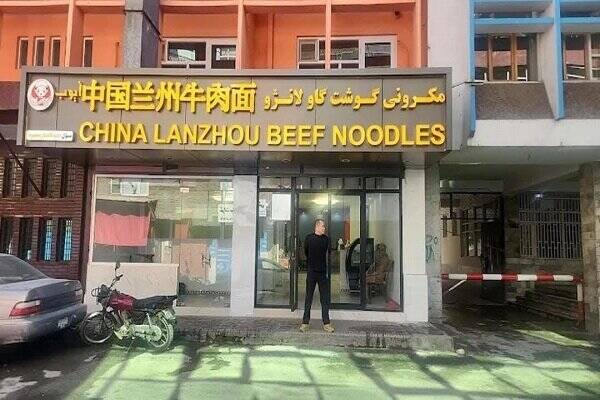 中国兰州牛肉面 مکرونی گوشت گاو لانژو
CHINA LANZHOU BEEF NOODLES